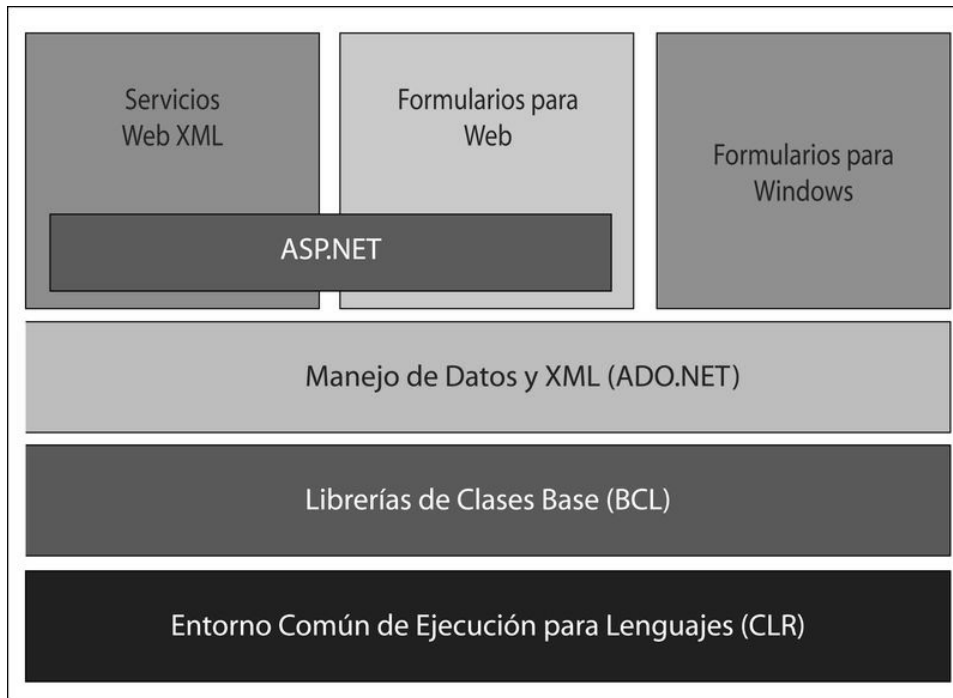 Servicios
Web XML
Formularios para
Web
Formularios para
Windows
ASP.NET
Manejo de Datos y XML (ADO.NET)
Librerías de Clases Base (BCL)
Entorno Común de Ejecución para Lenguajes (CLR)